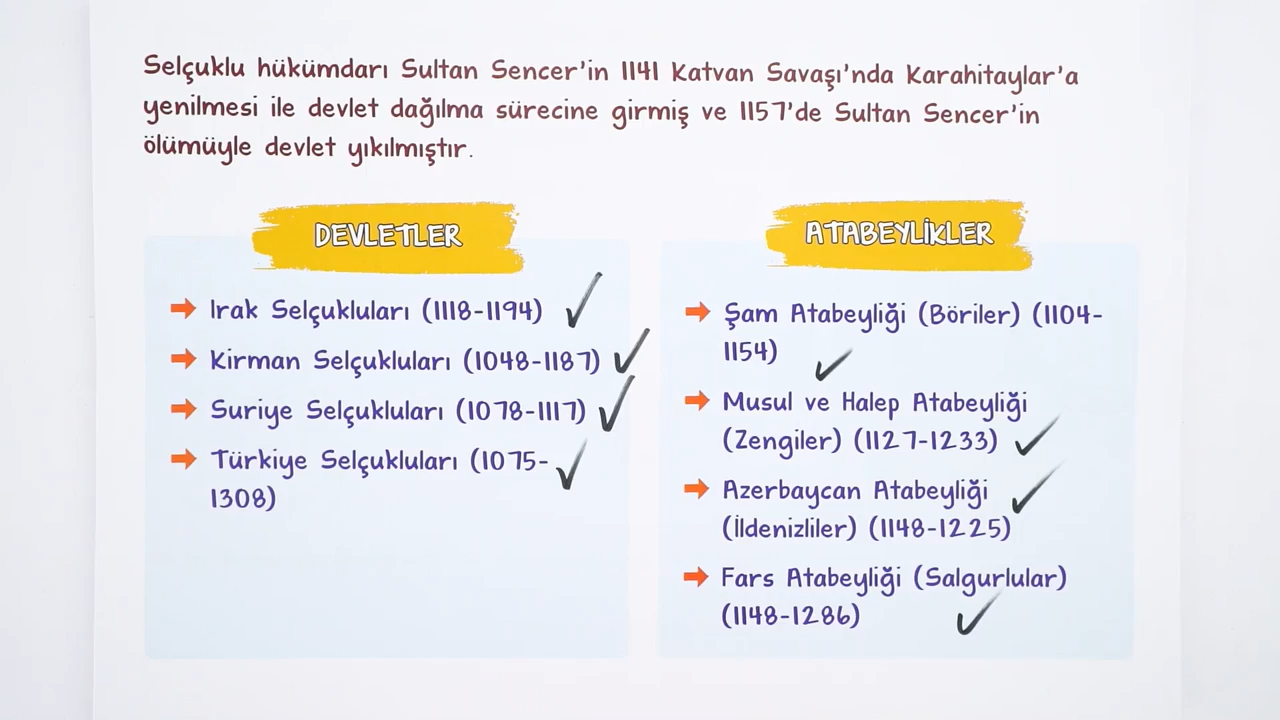 Selçuklu hükümdarı Sultan Sencer'in 1141 Katvan Savaşı'nda Karahitaylar'a
yenilmesi ile devlet dağılma sürecine girmiş ve 1157'de Sultan Sencer'in
ölümüyle devlet yıkılmıştır.
DEVLETLER
Irak Selçukluları (1118-1194)
Kirman Selçukluları (1048-1187)
Suriye Selçukluları (1078-1117)
Türkiye Selçukluları (1075-
1308)
ATABEYLİKLER
Şam Atabeyliği (Böriler) (1104-
1154)
Musul ve Halep Atabeyliği
(Zengiler) (1127-1233)
Azerbaycan Atabeyliği
(İldenizliler) (1148-1225)
Fars Atabeyliği (Salgurlular)
(1148-1286)